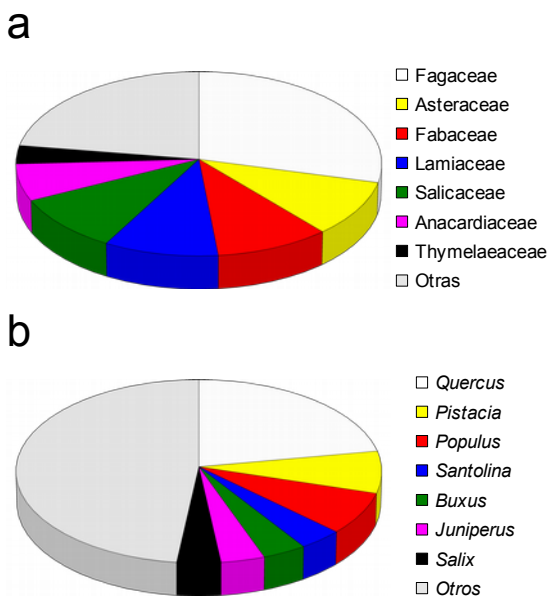 a
Fagaceae
Asteraceae
Fabaceae
Lamiaceae
Salicaceae
Anacardiaceae
Thymelaeaceae
Otras
b
Quercus
Pistacia
Populus
Santolina
Buxus
Juniperus
Salix
Otros